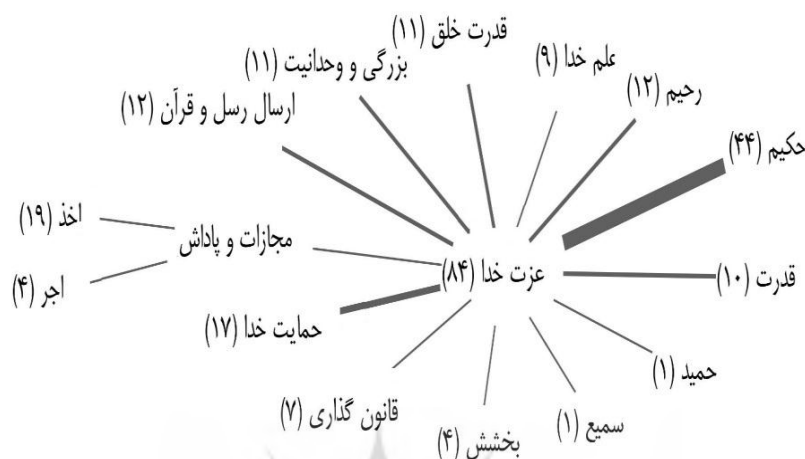 قدرت خلق (۱۱)
علم خدا (۹)
بزرگی و وحدانیت (۱۱)
رحیم (۱۲)
ارسال رسل و قرآن (۱۲)
حکیم (۴۴)
اخذ (۱۹)
مجازات و پاداش
عزت خدا (۸۴)
قدرت (۱۰)
اجر (۴)
حمایت خدا (۱۷)
حمید (۱)
قانون گذاری (۷)
سمیع (۱)
بخشش (۴)